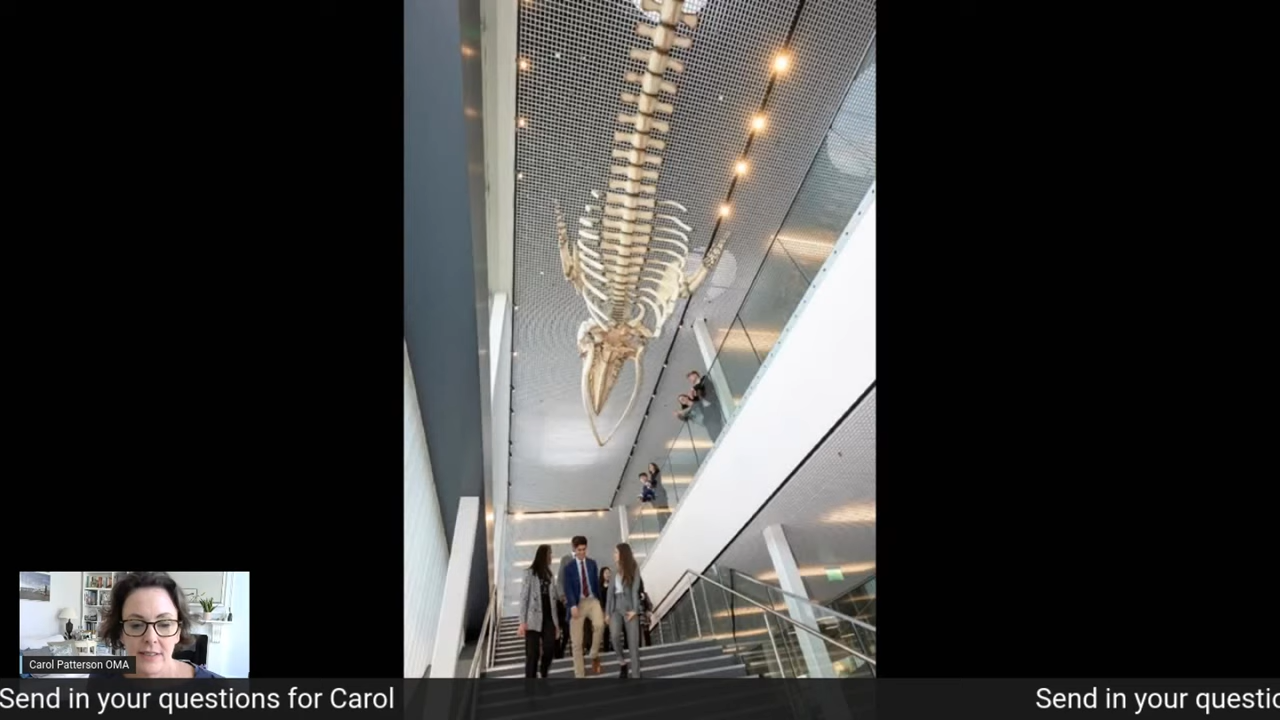 Carol Patterson OMA
Send in your questions for Carol
Send in your questic